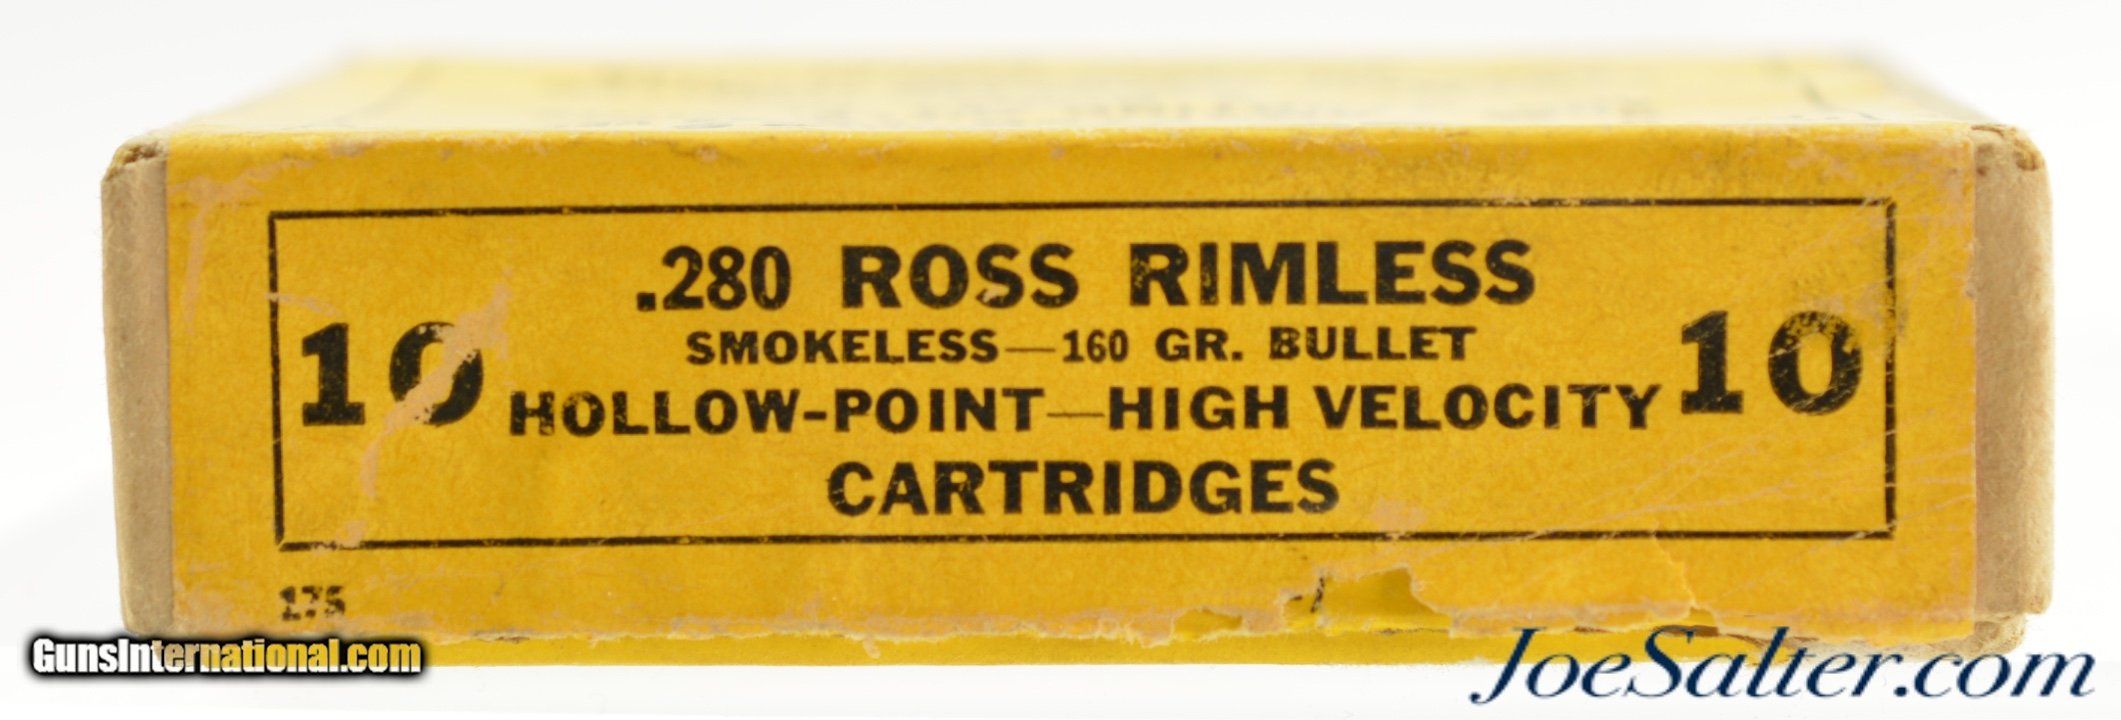 .280 ROSS RIMLESS
SMOKELESS—160 GR. BULLET
10 HOLLOW-POINT—HIGH VELOCITY 10
CARTRIDGES
175
GunsInternational.com
JoeSalter.com